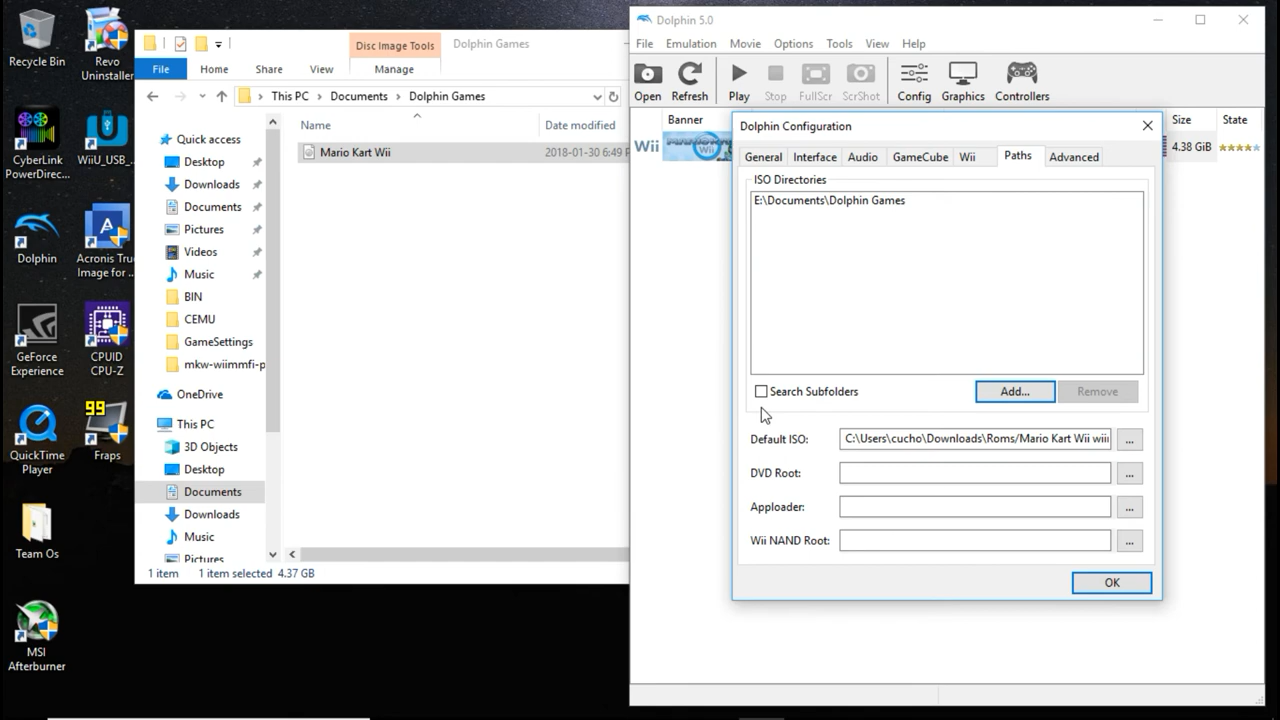 Recycle Bin
Revo
Uninstaller
CyberLink
PowerDirec...
WiiU_USB_...
Dolphin
Acronis Tru...
Image for ...
GeForce
Experience
CPUID
CPU-Z
QuickTime
Player
99
Fraps
Team Os
MSI
Afterburner
Disc Image Tools
Dolphin Games
File
Home
Share
View
Manage
This PC
Documents
Dolphin Games
Quick access
Desktop
Downloads
Documents
Pictures
Videos
Music
BIN
CEMU
GameSettings
mkw-wiimmfi-p
OneDrive
This PC
3D Objects
Desktop
Documents
Downloads
Music
Pictures
Name
Date modified
Mario Kart Wii
2018-01-30 6:49 P
1 item
1 item selected 4.37 GB
Dolphin 5.0
File
Emulation
Movie
Options
Tools
View
Help
Open
Refresh
Play
Stop
FullScr
ScrShot
Config
Graphics
Controllers
Banner
Size
State
Wii
4.38 GiB
Dolphin Configuration
General
Interface
Audio
GameCube
Wii
Paths
Advanced
ISO Directories
E:\Documents\Dolphin Games
Search Subfolders
Add...
Remove
Default ISO:
C:\Users\cucho\Downloads\Roms/Mario Kart Wii wiin
...
DVD Root:
...
Apploader:
...
Wii NAND Root:
...
OK